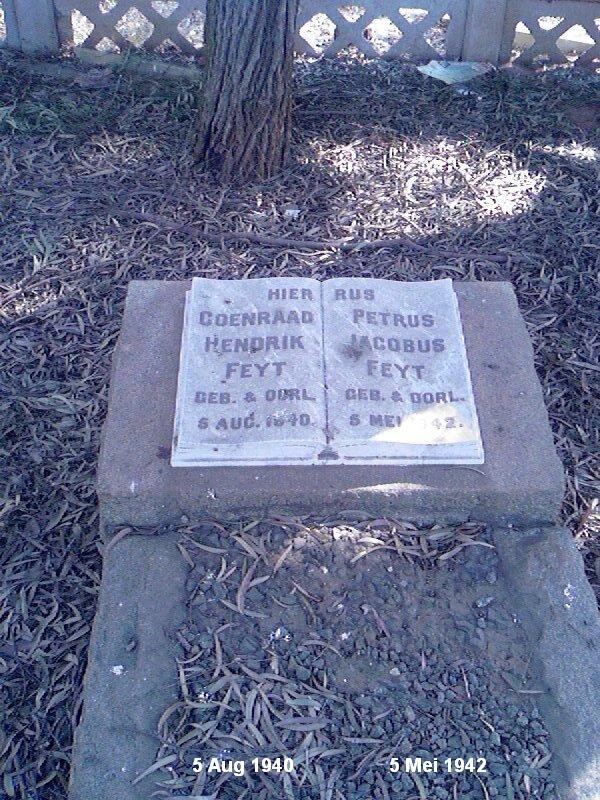 HIER RUS
COENRAAD PETRUS
HENDRIK JACOBUS
FEYT FEYT
GEB. & OORL. GEB. & OORL.
5 AUG. 1940. 5 MEI 1942.
5 Aug 1940 5 Mei 1942